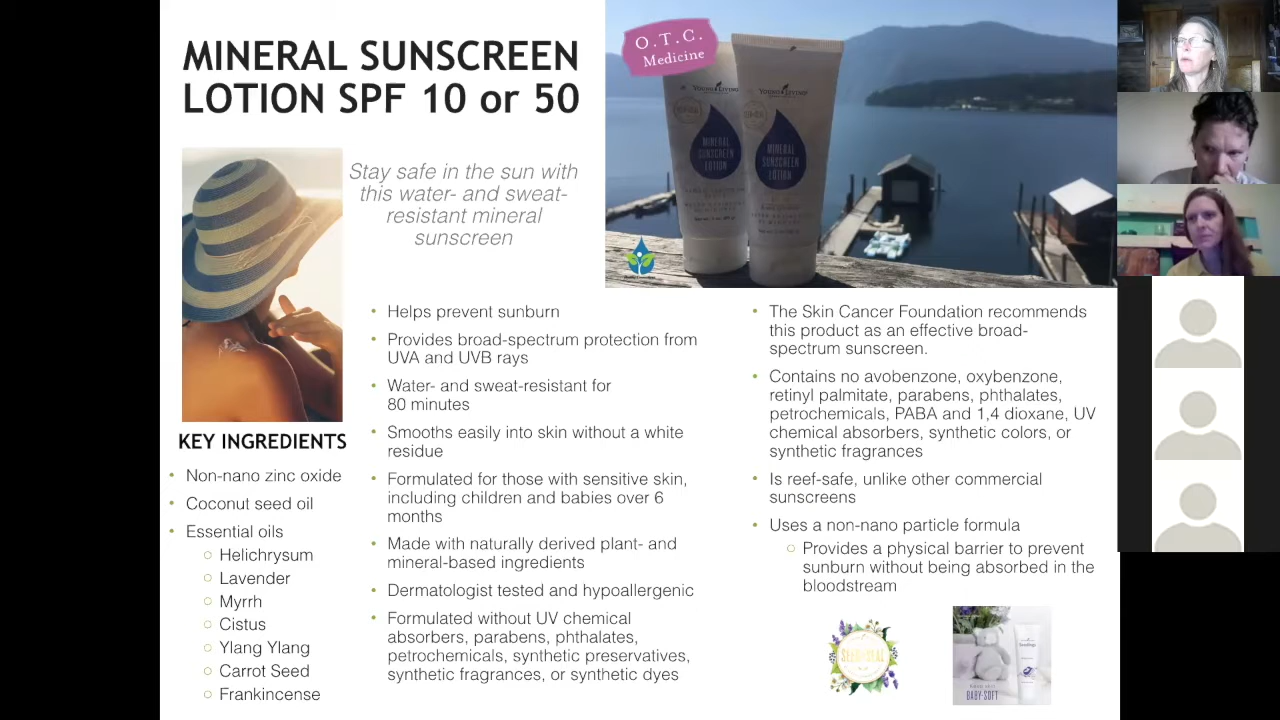 MINERAL SUNSCREEN
LOTION SPF 10 or 50
Stay safe in the sun with
this water- and sweat-
resistant mineral
sunscreen
O.T.C.
Medicine
YOUNG LIVING
MINERAL
SUNSCREEN
LOTION
YOUNG LIVING
MINERAL
SUNSCREEN
LOTION
KEY INGREDIENTS
• Non-nano zinc oxide
• Coconut seed oil
• Essential oils
○ Helichrysum
○ Lavender
○ Myrrh
○ Cistus
○ Ylang Ylang
○ Carrot Seed
○ Frankincense
• Helps prevent sunburn
• Provides broad-spectrum protection from
UVA and UVB rays
• Water- and sweat-resistant for
80 minutes
• Smooths easily into skin without a white
residue
• Formulated for those with sensitive skin,
including children and babies over 6
months
• Made with naturally derived plant- and
mineral-based ingredients
• Dermatologist tested and hypoallergenic
• Formulated without UV chemical
absorbers, parabens, phthalates,
petrochemicals, synthetic preservatives,
synthetic fragrances, or synthetic dyes
• The Skin Cancer Foundation recommends
this product as an effective broad-
spectrum sunscreen.
• Contains no avobenzone, oxybenzone,
retinyl palmitate, parabens, phthalates,
petrochemicals, PABA and 1,4 dioxane, UV
chemical absorbers, synthetic colors, or
synthetic fragrances
• Is reef-safe, unlike other commercial
sunscreens
• Uses a non-nano particle formula
○ Provides a physical barrier to prevent
sunburn without being absorbed in the
bloodstream
SEED SEAL
BABY-SOFT